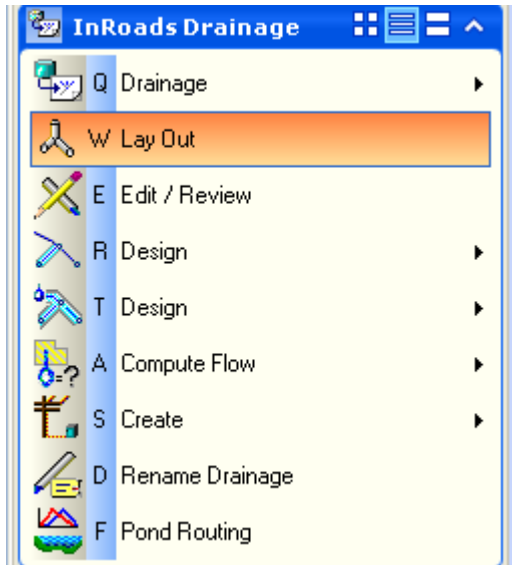 InRoads Drainage
Q Drainage
W Lay Out
E Edit / Review
R Design
T Design
A Compute Flow
=?
S Create
D Rename Drainage
F Pond Routing